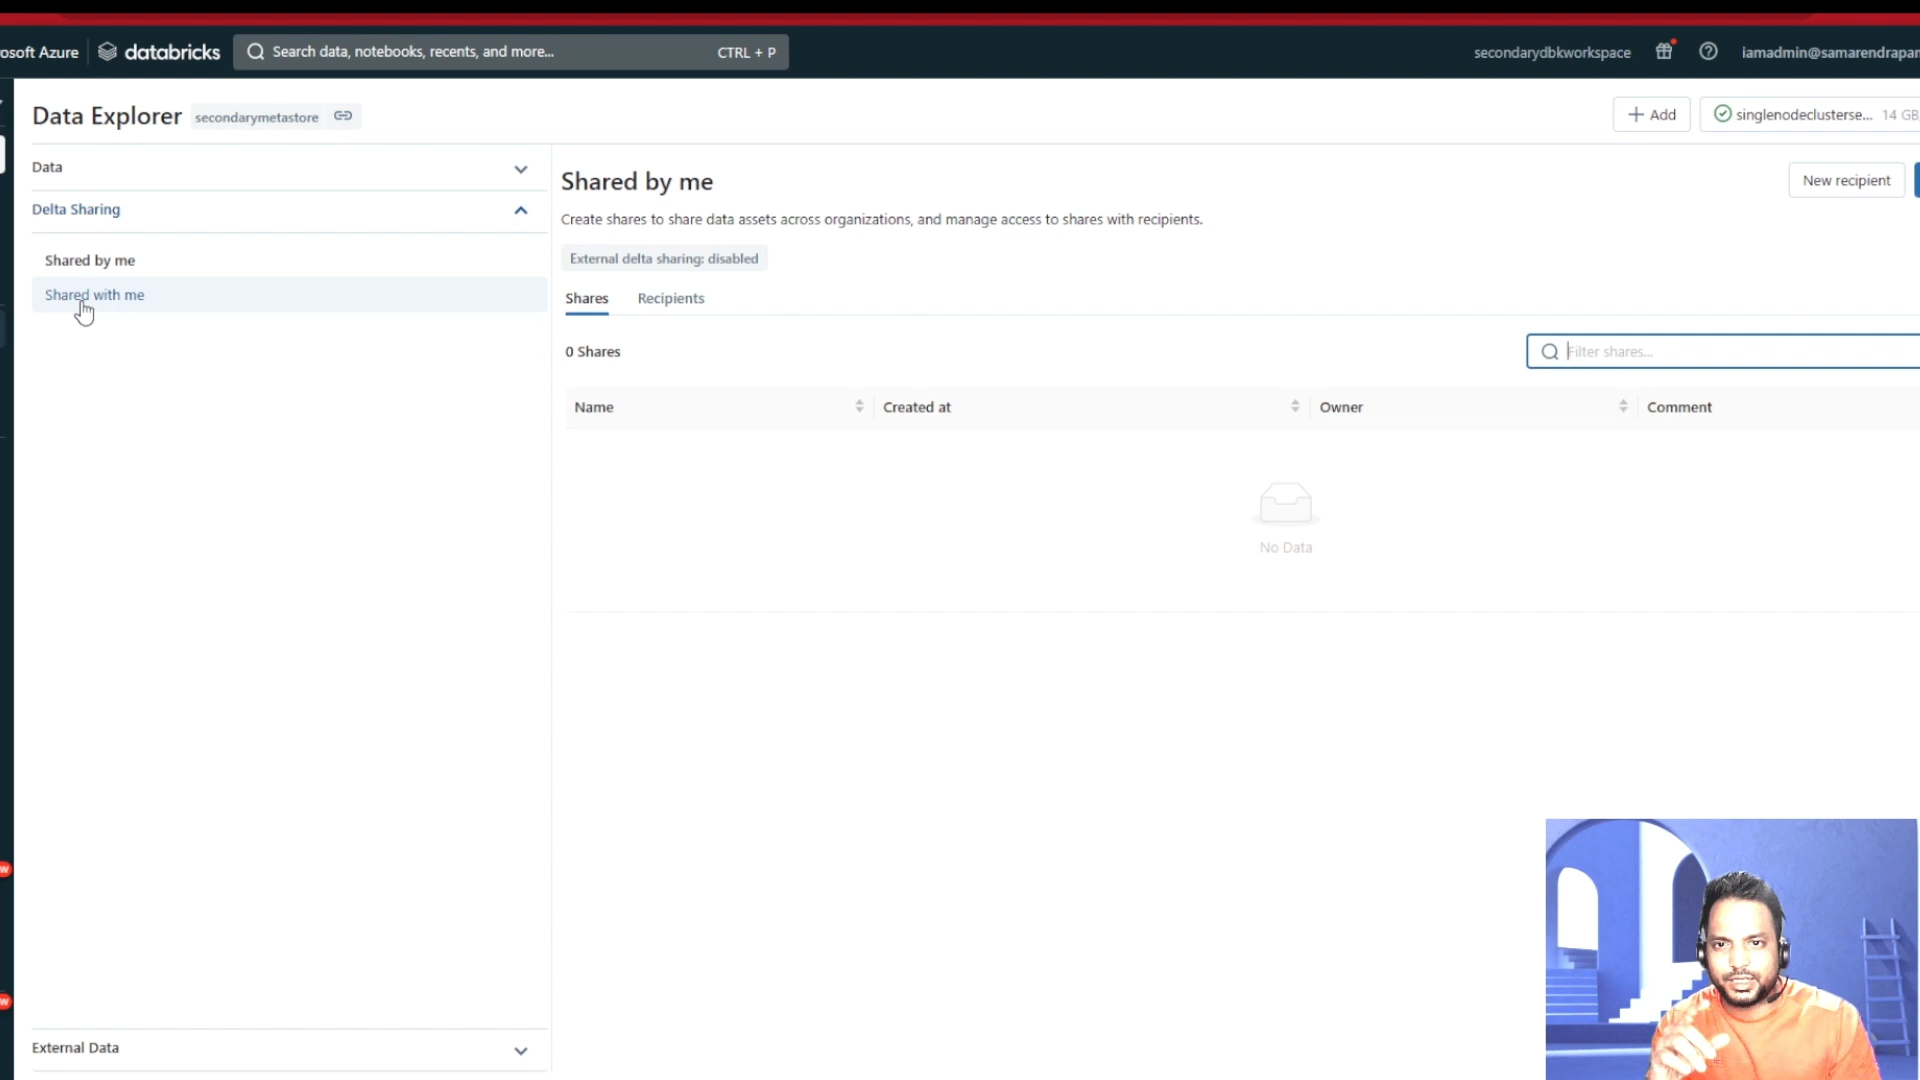 osoft Azure databricks Search data, notebooks, recents, and more... CTRL + P secondarydbkworkspace iamadmin@samarendrapan
Data Explorer secondarymetastore + Add singlenodeclusterse... 14 GB
Data
Delta Sharing
Shared by me
Shared with me
External Data
Shared by me
New recipient
Create shares to share data assets across organizations, and manage access to shares with recipients.
External delta sharing: disabled
Shares Recipients
0 Shares
Filter shares...
Name Created at Owner Comment
No Data